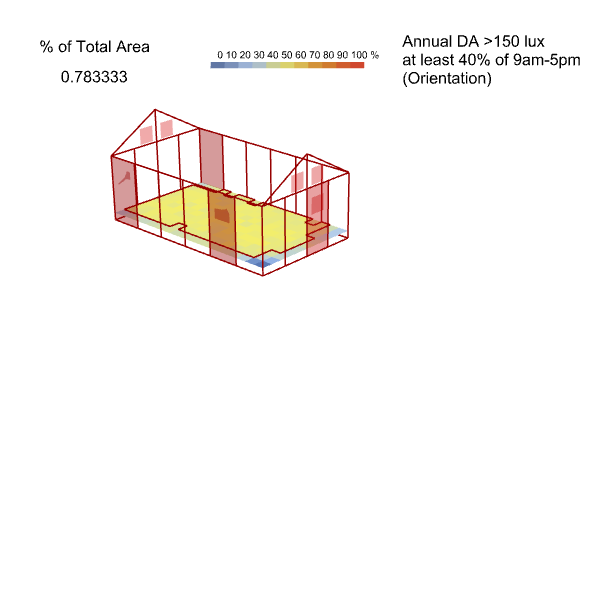 % of Total Area
0.783333
0 10 20 30 40 50 60 70 80 90 100 %
Annual DA >150 lux
at least 40% of 9am-5pm
(Orientation)